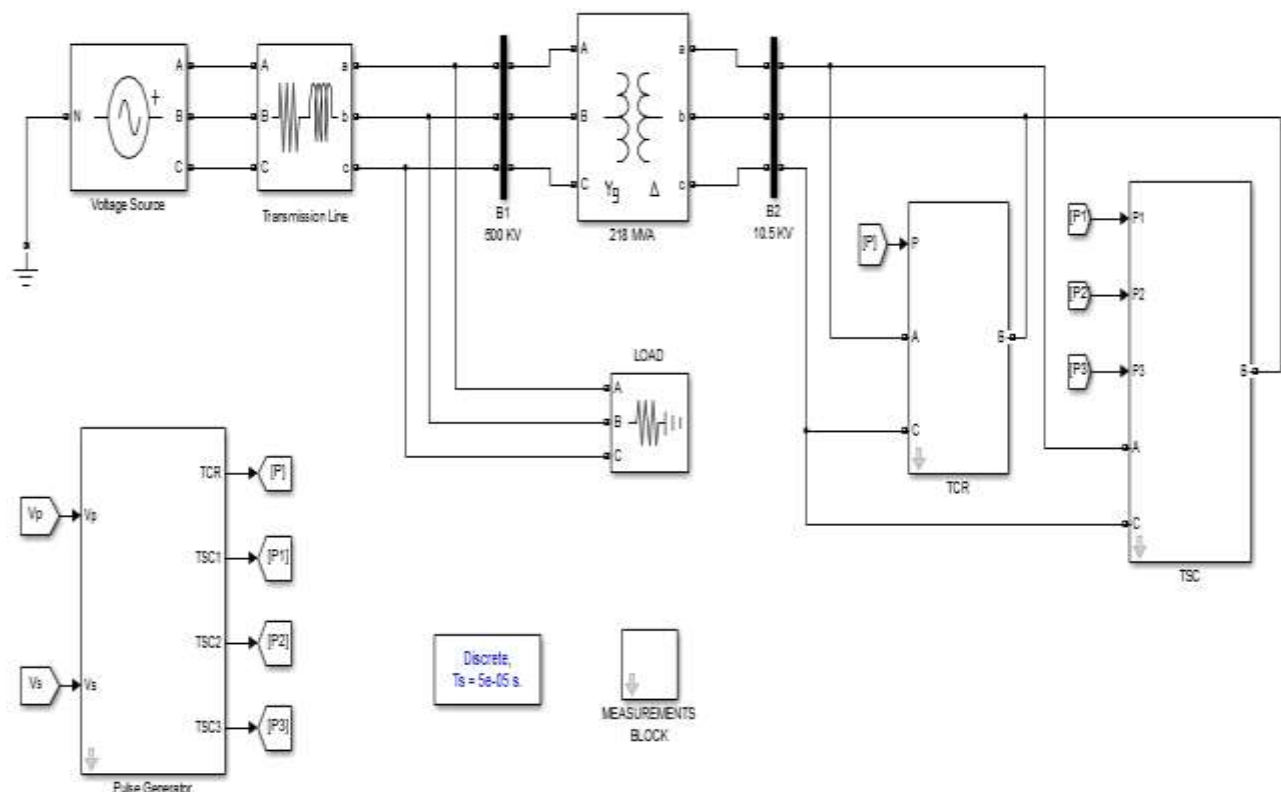 N
A
B
C
Voltage Source
A
B
C
a
b
c
Transmission Line
B1
500 KV
A
B
C
a
b
c
Yg
Δ
218 MVA
B2
10.5 KV
[P]
P
A
C
B
TCR
[P1]
[P2]
[P3]
P1
P2
P3
A
C
B
TSC
LOAD
A
B
C
Vp
Vs
Vp
Vs
TCR
TSC1
TSC2
TSC3
[P]
[P1]
[P2]
[P3]
Pulse Generator
Discrete,
Ts = 5e-05 s.
MEASUREMENTS
BLOCK